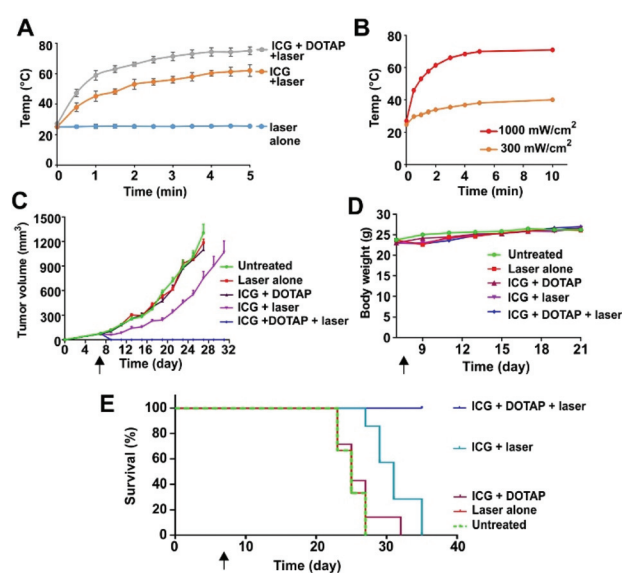 A
80
60
40
20
0
Temp (°C)
0 1 2 3 4 5
Time (min)
ICG + DOTAP
+laser
ICG
+laser
laser
alone
B
80
60
40
20
0
Temp (°C)
0 2 4 6 8 10
Time (min)
1000 mW/cm²
300 mW/cm²
C
1500
1200
900
600
300
0
Tumor volume (mm³)
0 4 8 12 16 20 24 28 32
Time (day)
Untreated
Laser alone
ICG + DOTAP
ICG + laser
ICG +DOTAP + laser
D
30
25
20
15
10
5
0
Body weight (g)
9 12 15 18 21
Time (day)
Untreated
Laser alone
ICG + DOTAP
ICG + laser
ICG + DOTAP + laser
E
100
80
60
40
20
0
Survival (%)
0 10 20 30 40
Time (day)
ICG + DOTAP + laser
ICG + laser
ICG + DOTAP
Laser alone
Untreated